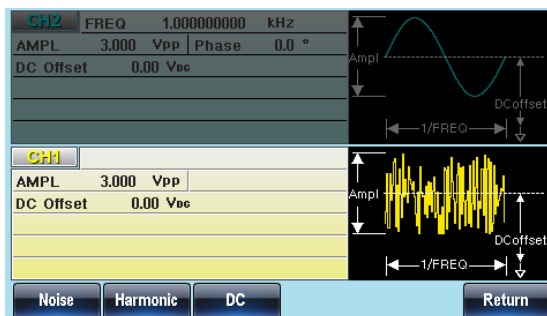 CH2 FREQ 1.000000000 kHz
AMPL 3.000 Vpp Phase 0.0 °
DC Offset 0.00 VDC
Ampl
DCoffset
1/FREQ
CH1
AMPL 3.000 Vpp
DC Offset 0.00 VDC
Ampl
DCoffset
1/FREQ
Noise Harmonic DC Return